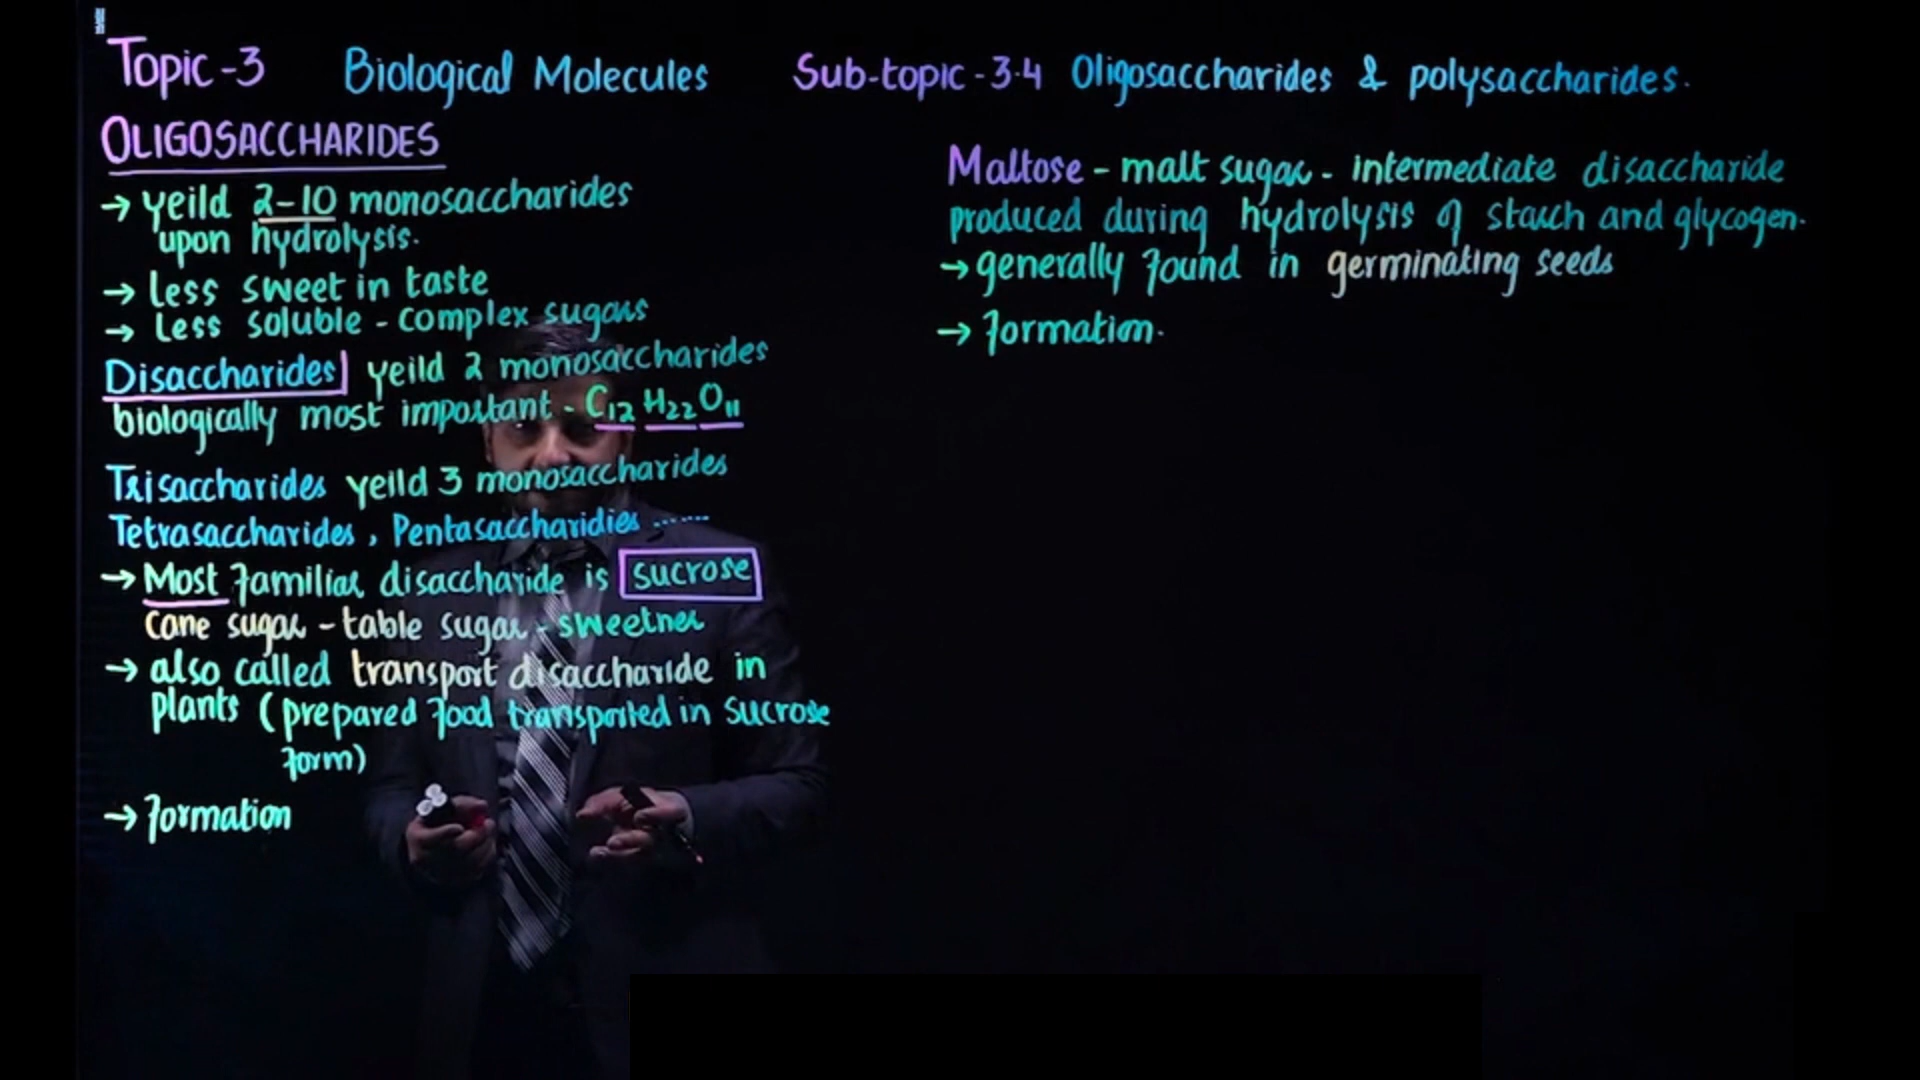 Topic-3 Biological Molecules Sub-topic-3.4 Oligosaccharides & polysaccharides.
OLIGOSACCHARIDES
→ yeild 2-10 monosaccharides
upon hydrolysis.
→ less sweet in taste
→ less soluble - complex sugars
Disaccharides yeild 2 monosaccharides
biologically most important - C12 H22 O11
Trisaccharides yeild 3 monosaccharides
Tetrasaccharides, Pentasaccharidies .......
→ Most familiar disaccharide is sucrose
cane sugar - table sugar - sweetner
→ also called transport disaccharide in
plants (prepared food transported in sucrose
form)
→ formation
Maltose - malt sugar - intermediate disaccharide
produced during hydrolysis of starch and glycogen.
→ generally found in germinating seeds
→ formation.